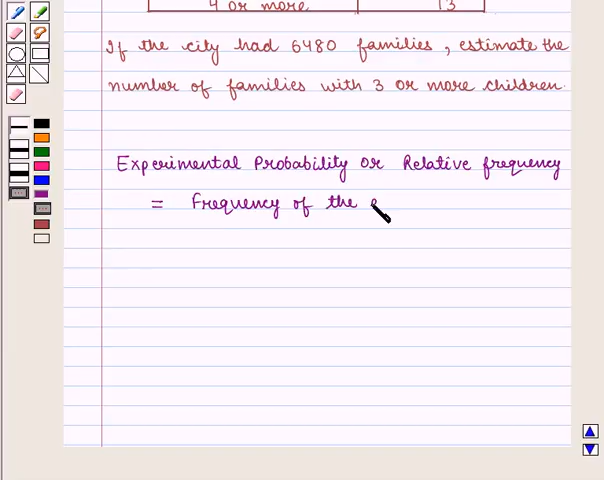 4 or more 13
If the city had 6480 families, estimate the
number of families with 3 or more children.
Experimental Probability or Relative frequency
= Frequency of the e